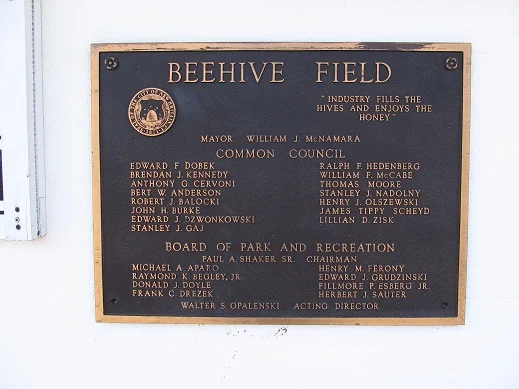 BEEHIVE FIELD
"INDUSTRY FILLS THE
HIVES AND ENJOYS THE
HONEY"
MAYOR WILLIAM J. McNAMARA
COMMON COUNCIL
EDWARD F. DOBEK
BRENDAN J. KENNEDY
ANTHONY G. CERVONI
BERT W. ANDERSON
ROBERT J. BALOCKI
JOHN H. BURKE
EDWARD J. DZWONKOWSKI
STANLEY J. GAJ
RALPH F. HEDENBERG
WILLIAM F. McCABE
THOMAS MOORE
STANLEY J. NADOLNY
HENRY J. OLSZEWSKI
JAMES TIPPY SCHEYD
LILLIAN D. ZISK
BOARD OF PARK AND RECREATION
PAUL A. SHAKER SR. CHAIRMAN
MICHAEL A. APARO
RAYMOND K. BEGLEY, JR.
DONALD J. DOYLE
FRANK C. DREZEK
HENRY M. FERONY
EDWARD J. GRUDZINSKI
FILLMORE P. ESBERG JR.
HERBERT J. SAUTER
WALTER S. OPALENSKI ACTING DIRECTOR